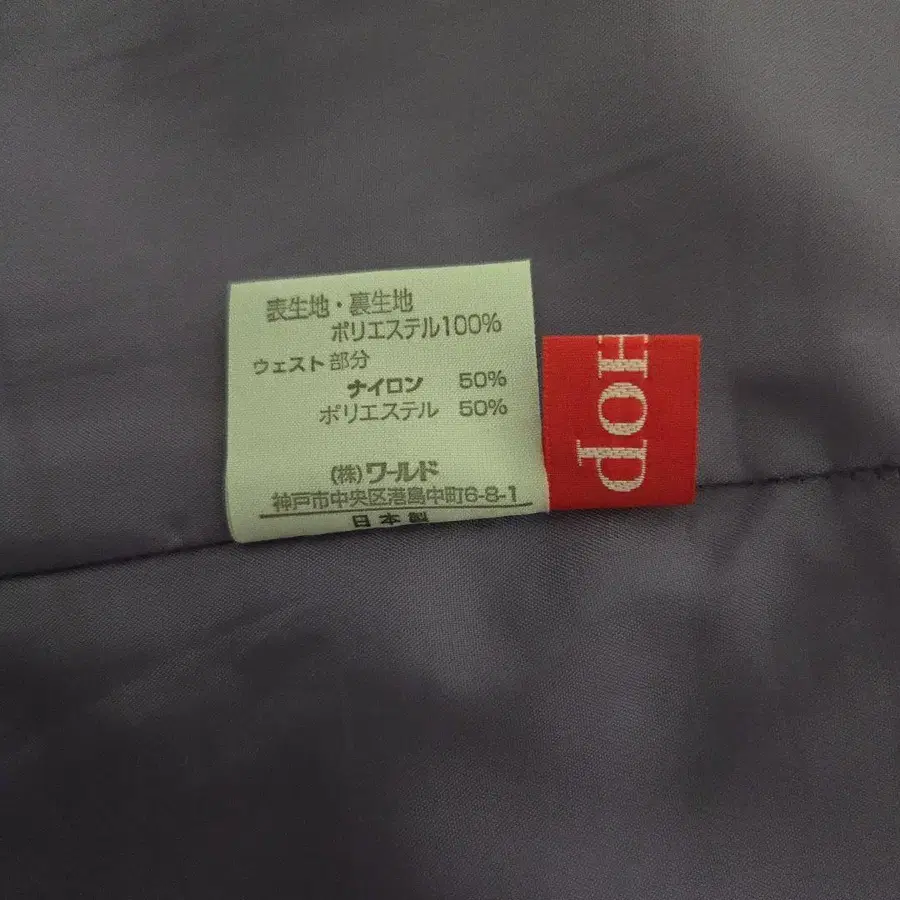 表生地・裏生地
ポリエステル100%
ウェスト部分
ナイロン 50%
ポリエステル 50%
(株)ワールド
神戸市中央区港島中町6-8-1
日本製
HOP